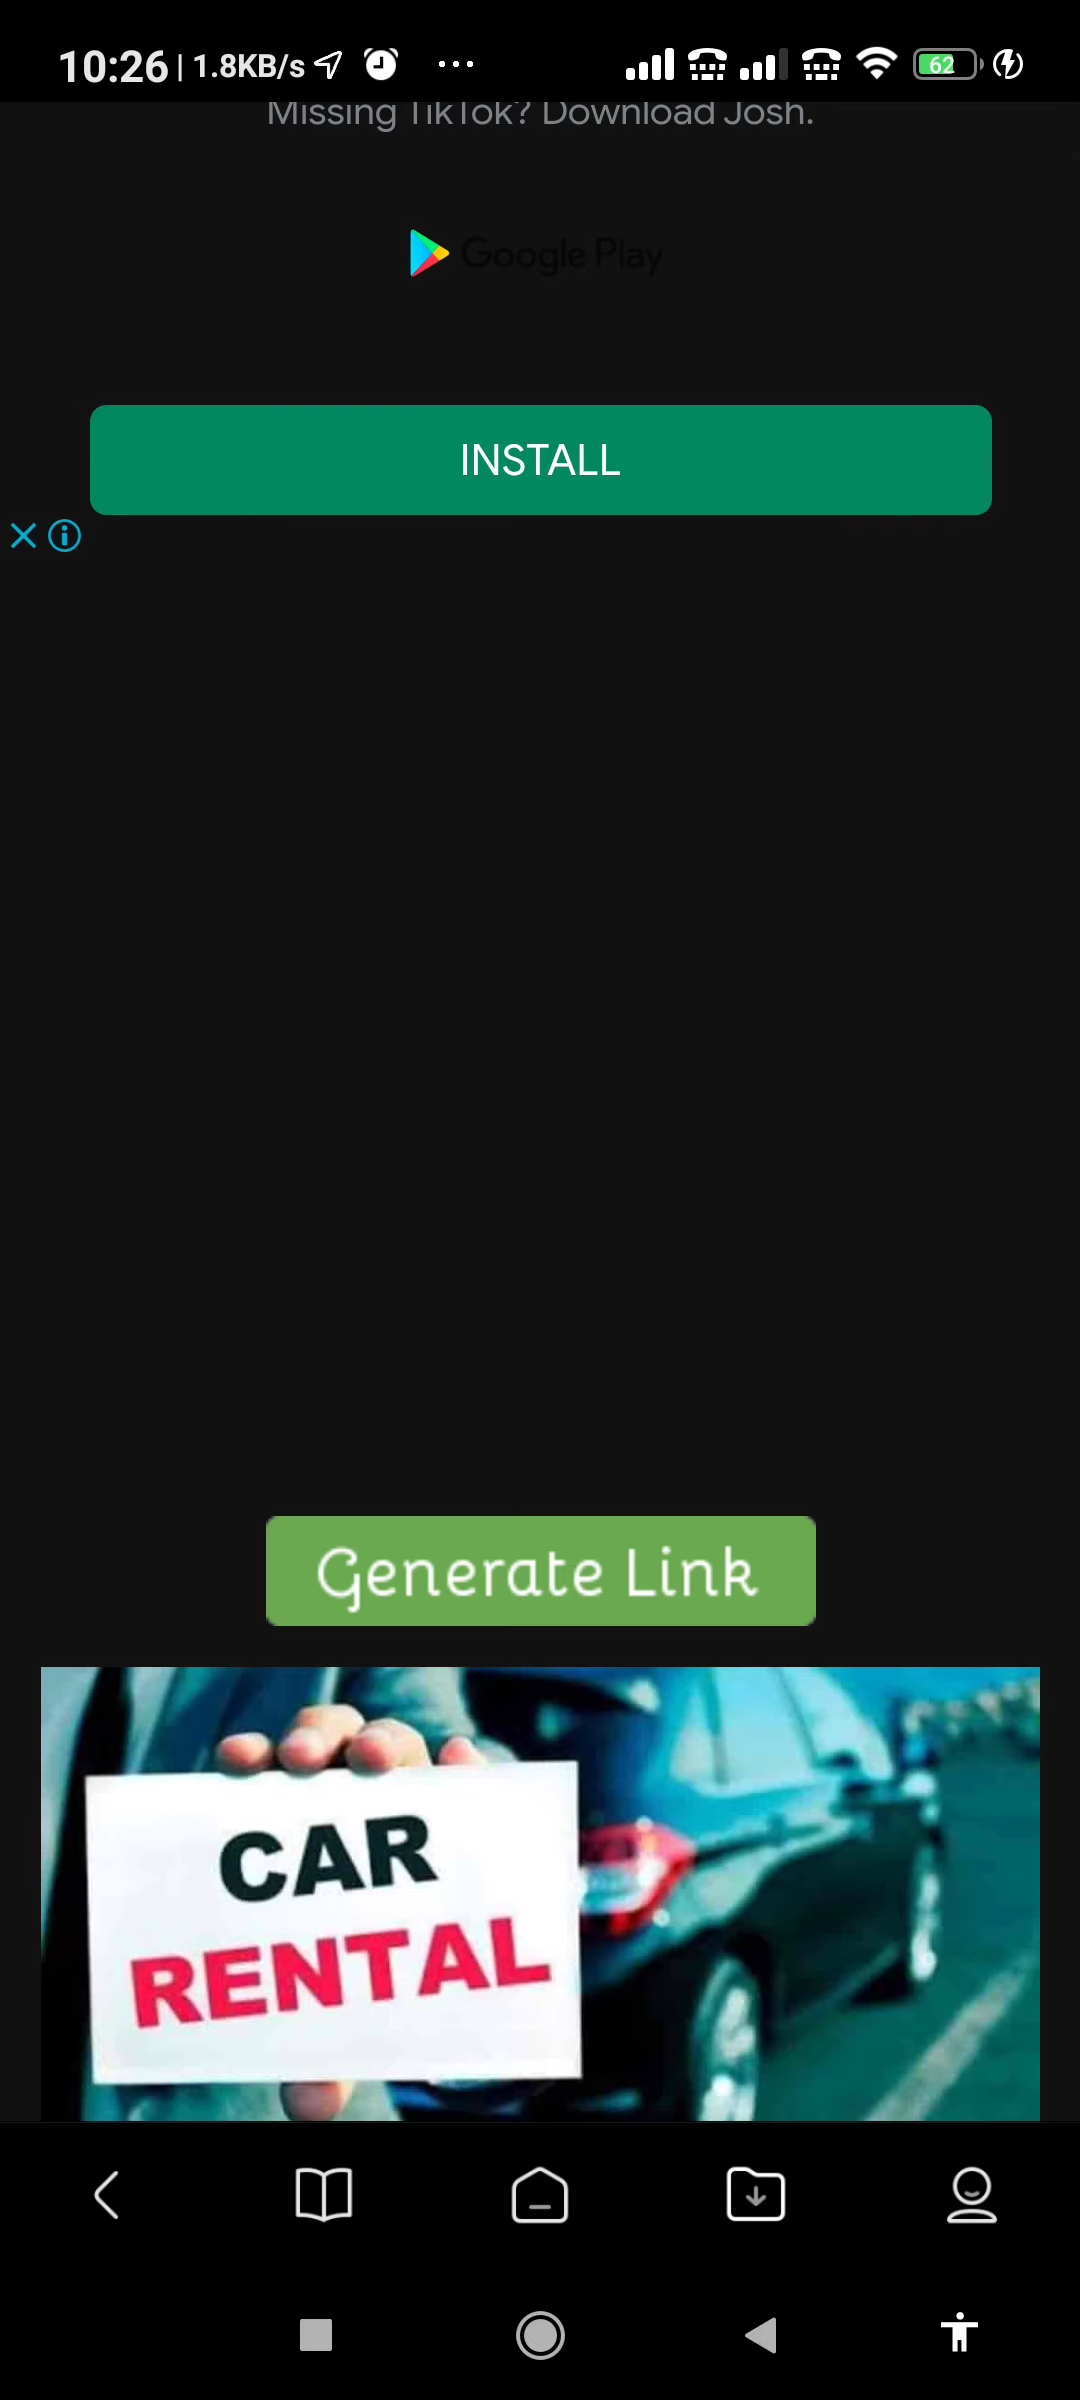 10:26 | 1.8KB/s ... 62
Missing TikTok? Download Josh.
Google Play
INSTALL
Generate Link
CAR
RENTAL